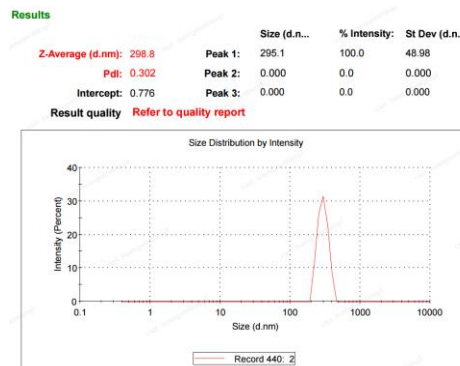 Results
Size (d.n... % Intensity: St Dev (d.n...
Z-Average (d.nm): 298.8 Peak 1: 295.1 100.0 48.98
PdI: 0.302 Peak 2: 0.000 0.0 0.000
Intercept: 0.776 Peak 3: 0.000 0.0 0.000
Result quality Refer to quality report
Size Distribution by Intensity
40
30
20
10
0
Intensity (Percent)
0.1 1 10 100 1000 10000
Size (d.nm)
Record 440: 2